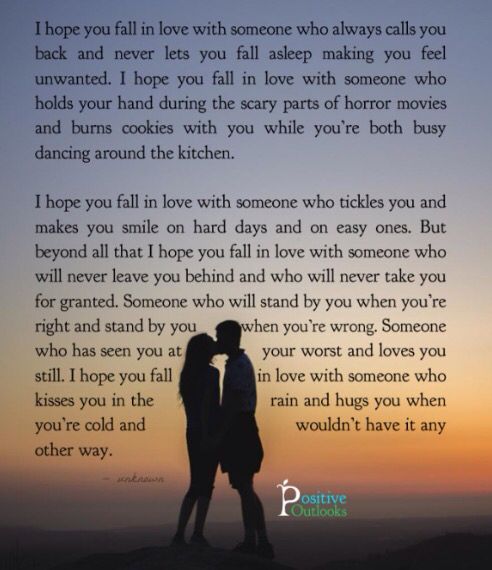 I hope you fall in love with someone who always calls you
back and never lets you fall asleep making you feel
unwanted. I hope you fall in love with someone who
holds your hand during the scary parts of horror movies
and burns cookies with you while you're both busy
dancing around the kitchen.
I hope you fall in love with someone who tickles you and
makes you smile on hard days and on easy ones. But
beyond all that I hope you fall in love with someone who
will never leave you behind and who will never take you
for granted. Someone who will stand by you when you're
right and stand by you when you're wrong. Someone
who has seen you at your worst and loves you
still. I hope you fall in love with someone who
kisses you in the rain and hugs you when
you're cold and wouldn't have it any
other way.
- unknown
Positive
Outlooks